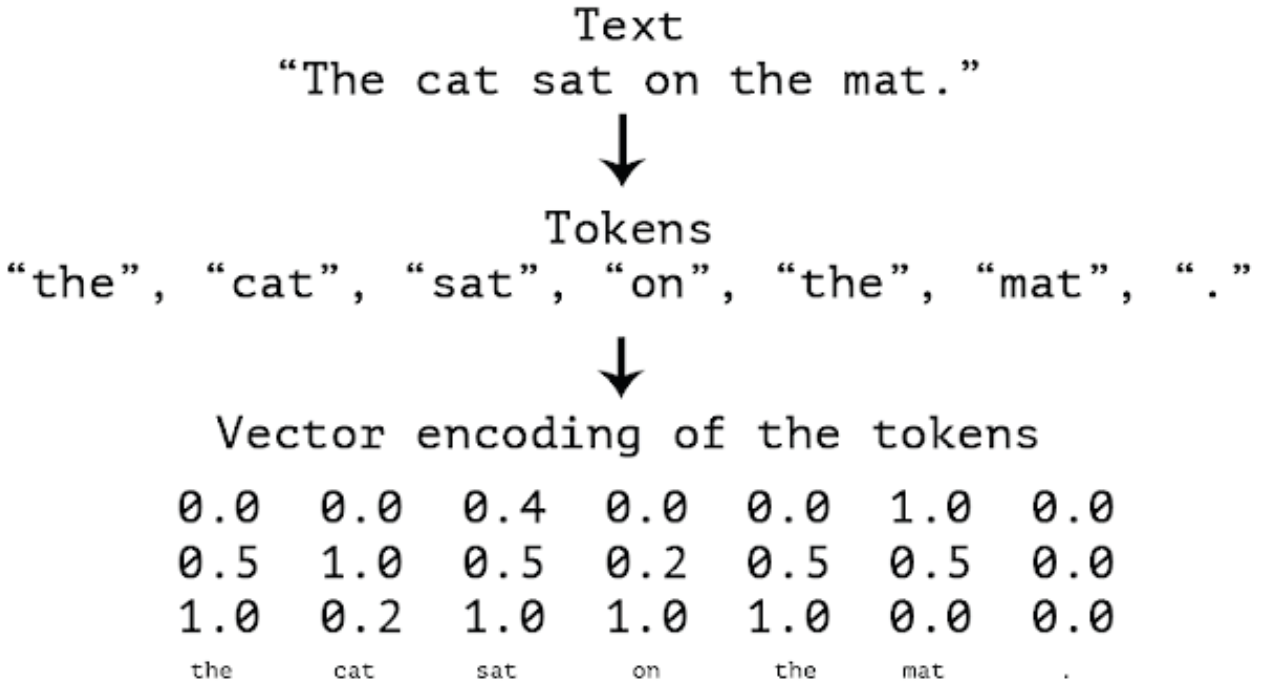 Text
“The cat sat on the mat.”
Tokens
“the”, “cat”, “sat”, “on”, “the”, “mat”, “.”
Vector encoding of the tokens
0.0 0.0 0.4 0.0 0.0 1.0 0.0
0.5 1.0 0.5 0.2 0.5 0.5 0.0
1.0 0.2 1.0 1.0 1.0 0.0 0.0
the cat sat on the mat .